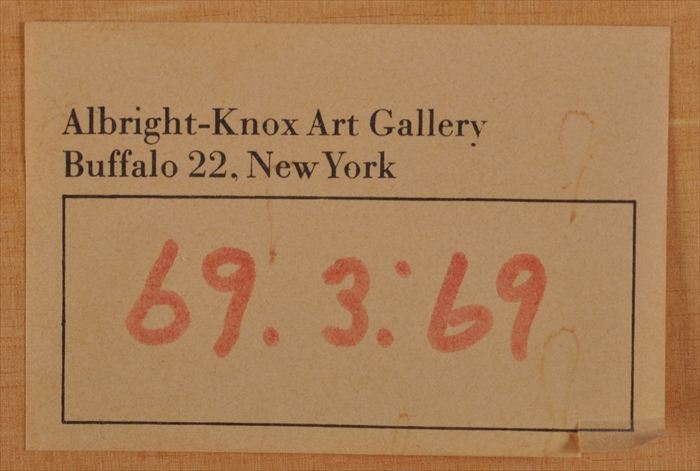 Albright-Knox Art Gallery
Buffalo 22, New York
69.3:69